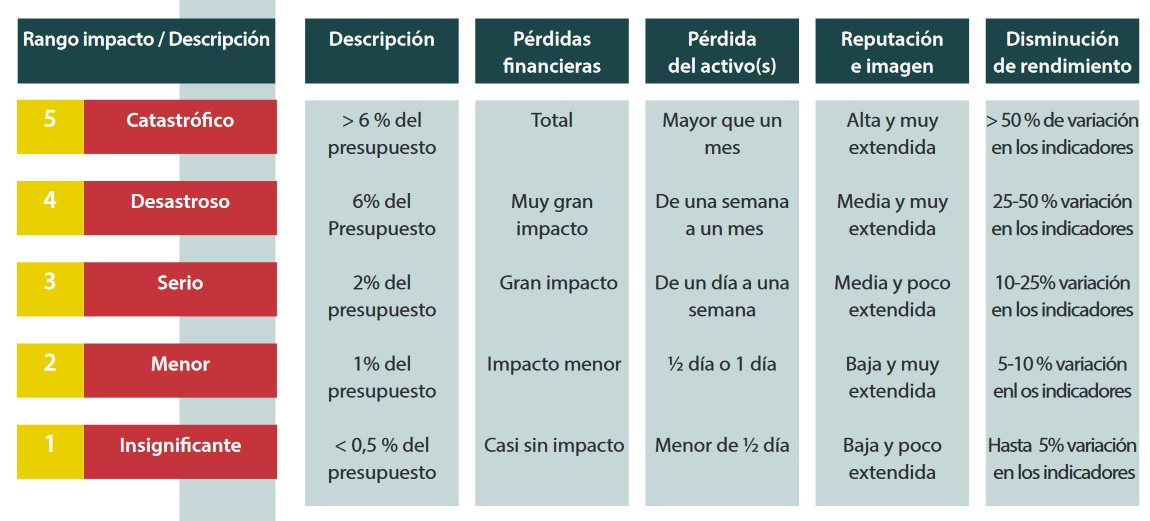 Rango impacto / Descripción
Descripción
Pérdidas
financieras
Pérdida
del activo(s)
Reputación
e imagen
Disminución
de rendimiento
5
Catastrófico
> 6 % del
presupuesto
Total
Mayor que un
mes
Alta y muy
extendida
> 50 % de variación
en los indicadores
4
Desastroso
6% del
Presupuesto
Muy gran
impacto
De una semana
a un mes
Media y muy
extendida
25-50 % variación
en los indicadores
3
Serio
2% del
presupuesto
Gran impacto
De un día a una
semana
Media y poco
extendida
10-25% variación
en los indicadores
2
Menor
1% del
presupuesto
Impacto menor
½ día o 1 día
Baja y muy
extendida
5-10 % variación
enl os indicadores
1
Insignificante
< 0,5 % del
presupuesto
Casi sin impacto
Menor de ½ día
Baja y poco
extendida
Hasta 5% variación
en los indicadores